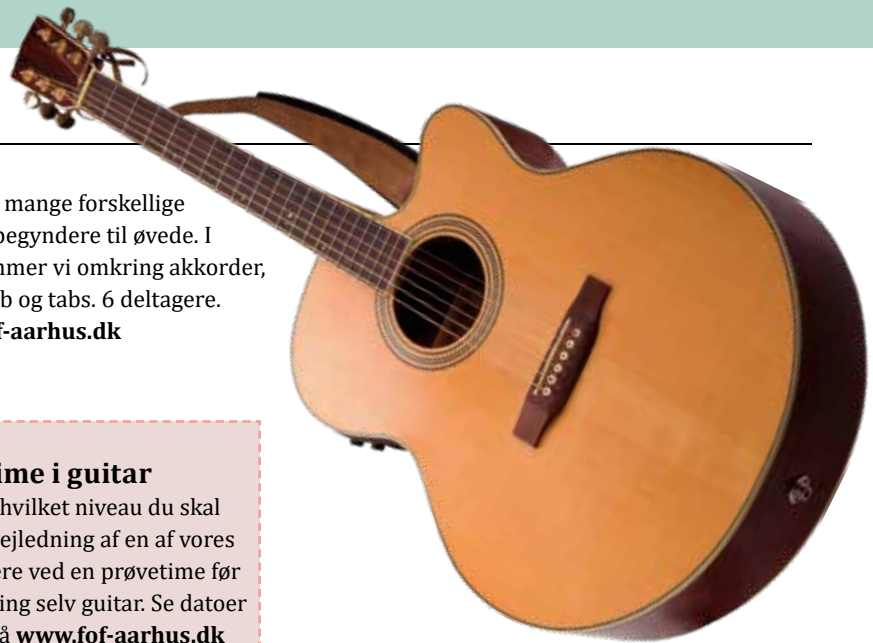 mange forskellige
begyndere til øvede. I
mmer vi omkring akkorder,
b og tabs. 6 deltagere.
f-aarhus.dk
ime i guitar
hvilket niveau du skal
ejledning af en af vores
ere ved en prøvetime før
ing selv guitar. Se datoer
å www.fof-aarhus.dk